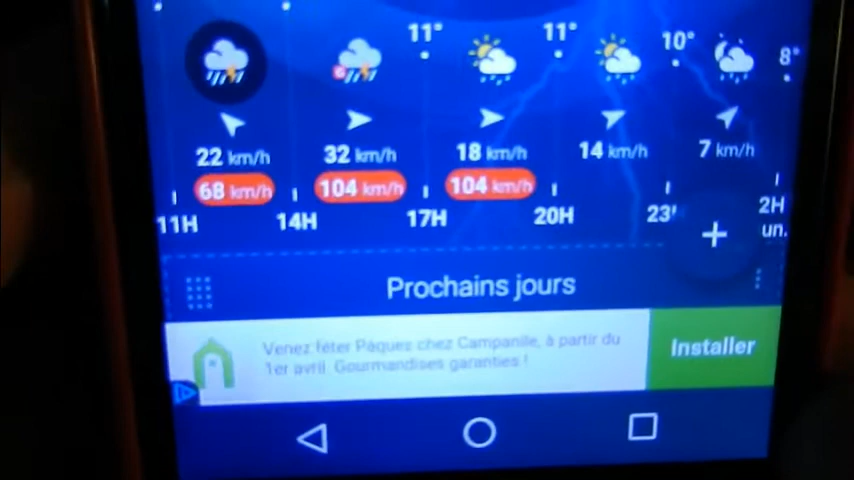 11° 11° 10° 8°
22 km/h 32 km/h 18 km/h 14 km/h 7 km/h
68 km/h 104 km/h 104 km/h
11H 14H 17H 20H 23 2H
un.
Prochains jours
Venez fêter Pâques chez Campanile, à partir du
1er avril. Gourmandises garanties !
Installer